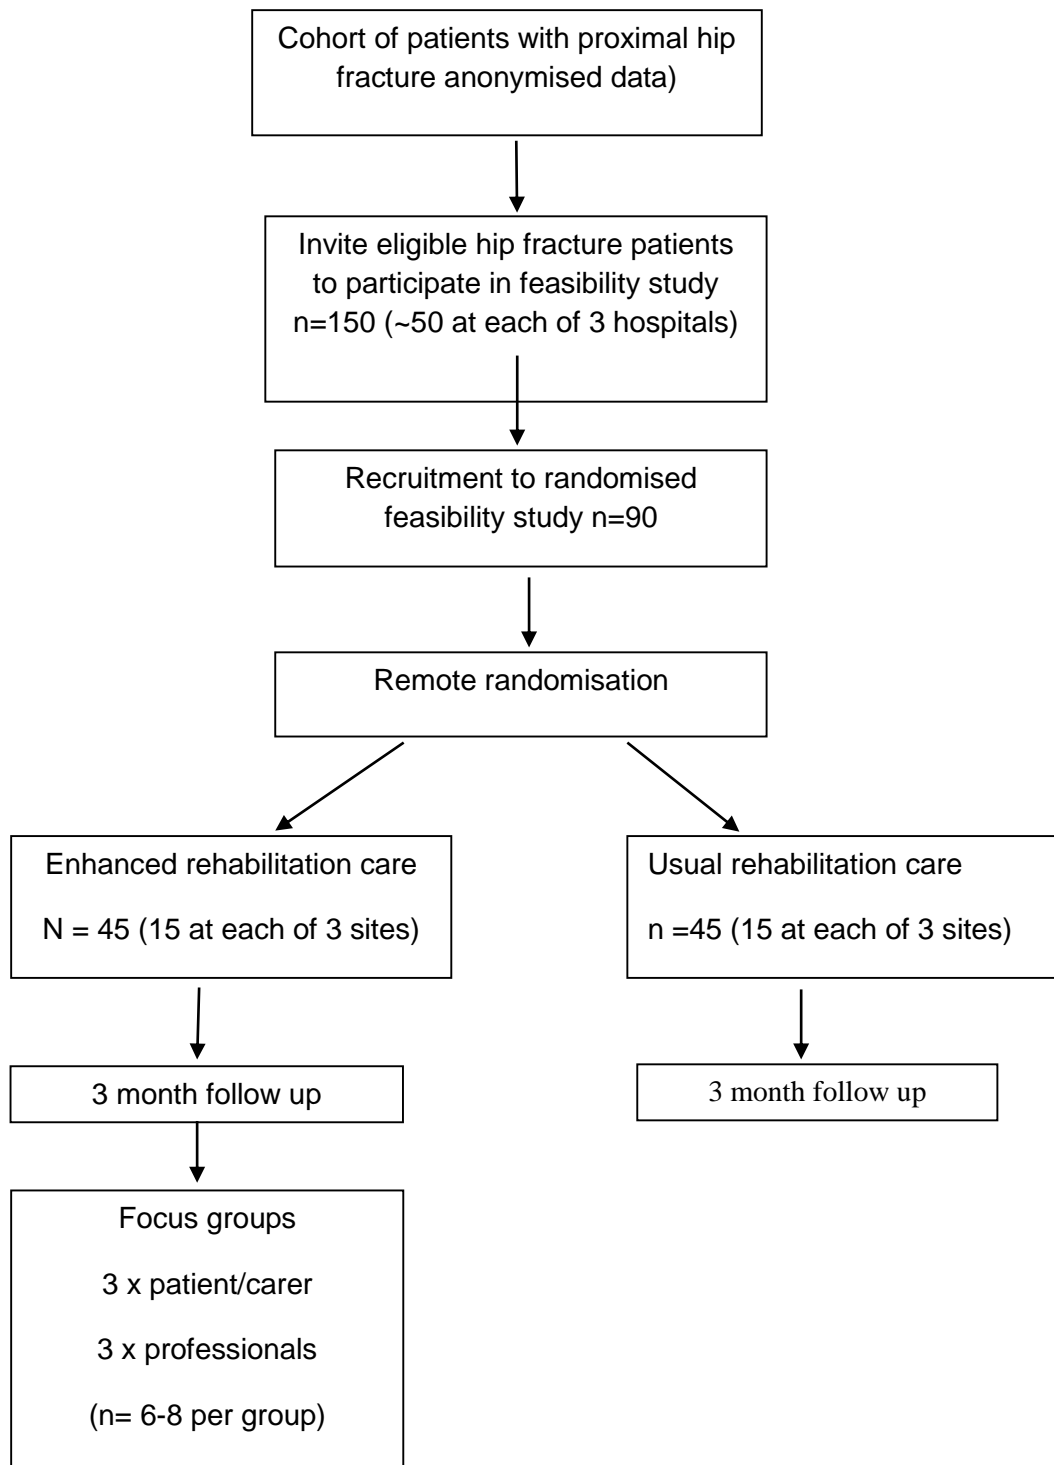 Cohort of patients with proximal hip
fracture anonymised data)
Invite eligible hip fracture patients
to participate in feasibility study
n=150 (~50 at each of 3 hospitals)
Recruitment to randomised
feasibility study n=90
Remote randomisation
Enhanced rehabilitation care
N = 45 (15 at each of 3 sites)
Usual rehabilitation care
n =45 (15 at each of 3 sites)
3 month follow up
3 month follow up
Focus groups
3 x patient/carer
3 x professionals
(n= 6-8 per group)